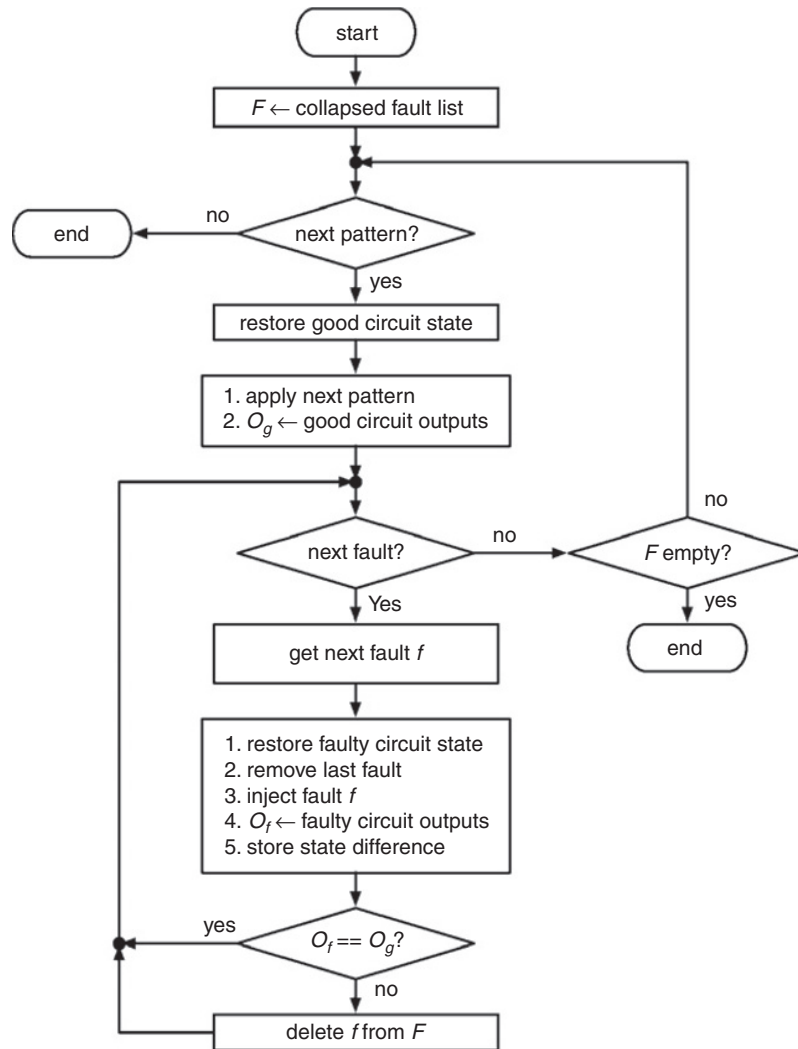 start
F ← collapsed fault list
no
end
next pattern?
yes
restore good circuit state
1. apply next pattern
2. Og ← good circuit outputs
no
next fault?
no
F empty?
Yes
yes
get next fault f
end
1. restore faulty circuit state
2. remove last fault
3. inject fault f
4. Of ← faulty circuit outputs
5. store state difference
yes
Of == Og?
no
delete f from F